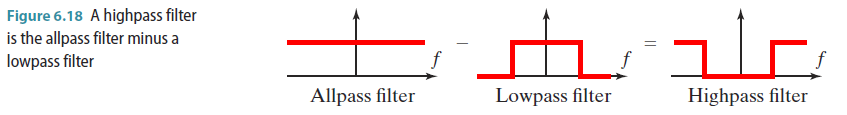 Figure 6.18 A highpass filter
is the allpass filter minus a
lowpass filter
f
−
f
=
f
Allpass filter
Lowpass filter
Highpass filter